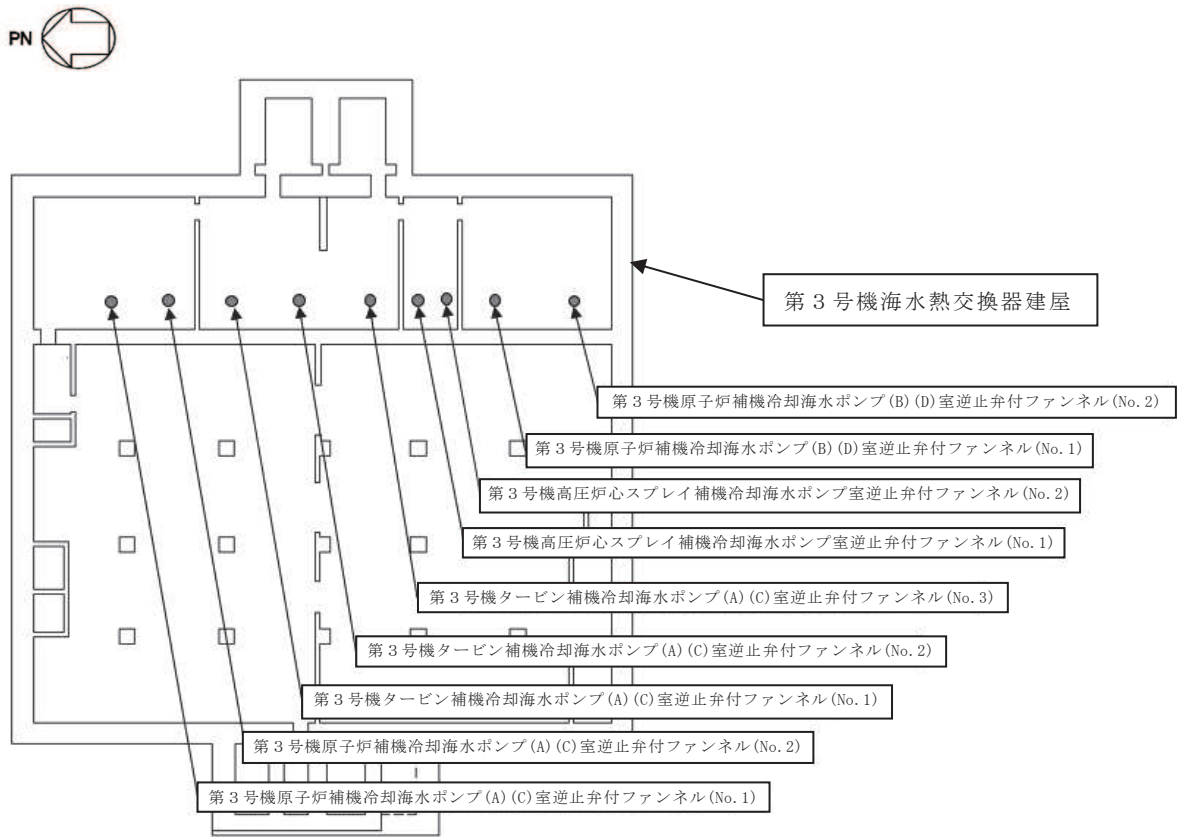 PN
第３号機海水熱交換器建屋
第３号機原子炉補機冷却海水ポンプ(B)(D)室逆止弁付ファンネル(No.2)
第３号機原子炉補機冷却海水ポンプ(B)(D)室逆止弁付ファンネル(No.1)
第３号機高圧炉心スプレイ補機冷却海水ポンプ室逆止弁付ファンネル(No.2)
第３号機高圧炉心スプレイ補機冷却海水ポンプ室逆止弁付ファンネル(No.1)
第３号機タービン補機冷却海水ポンプ(A)(C)室逆止弁付ファンネル(No.3)
第３号機タービン補機冷却海水ポンプ(A)(C)室逆止弁付ファンネル(No.2)
第３号機タービン補機冷却海水ポンプ(A)(C)室逆止弁付ファンネル(No.1)
第３号機原子炉補機冷却海水ポンプ(A)(C)室逆止弁付ファンネル(No.2)
第３号機原子炉補機冷却海水ポンプ(A)(C)室逆止弁付ファンネル(No.1)